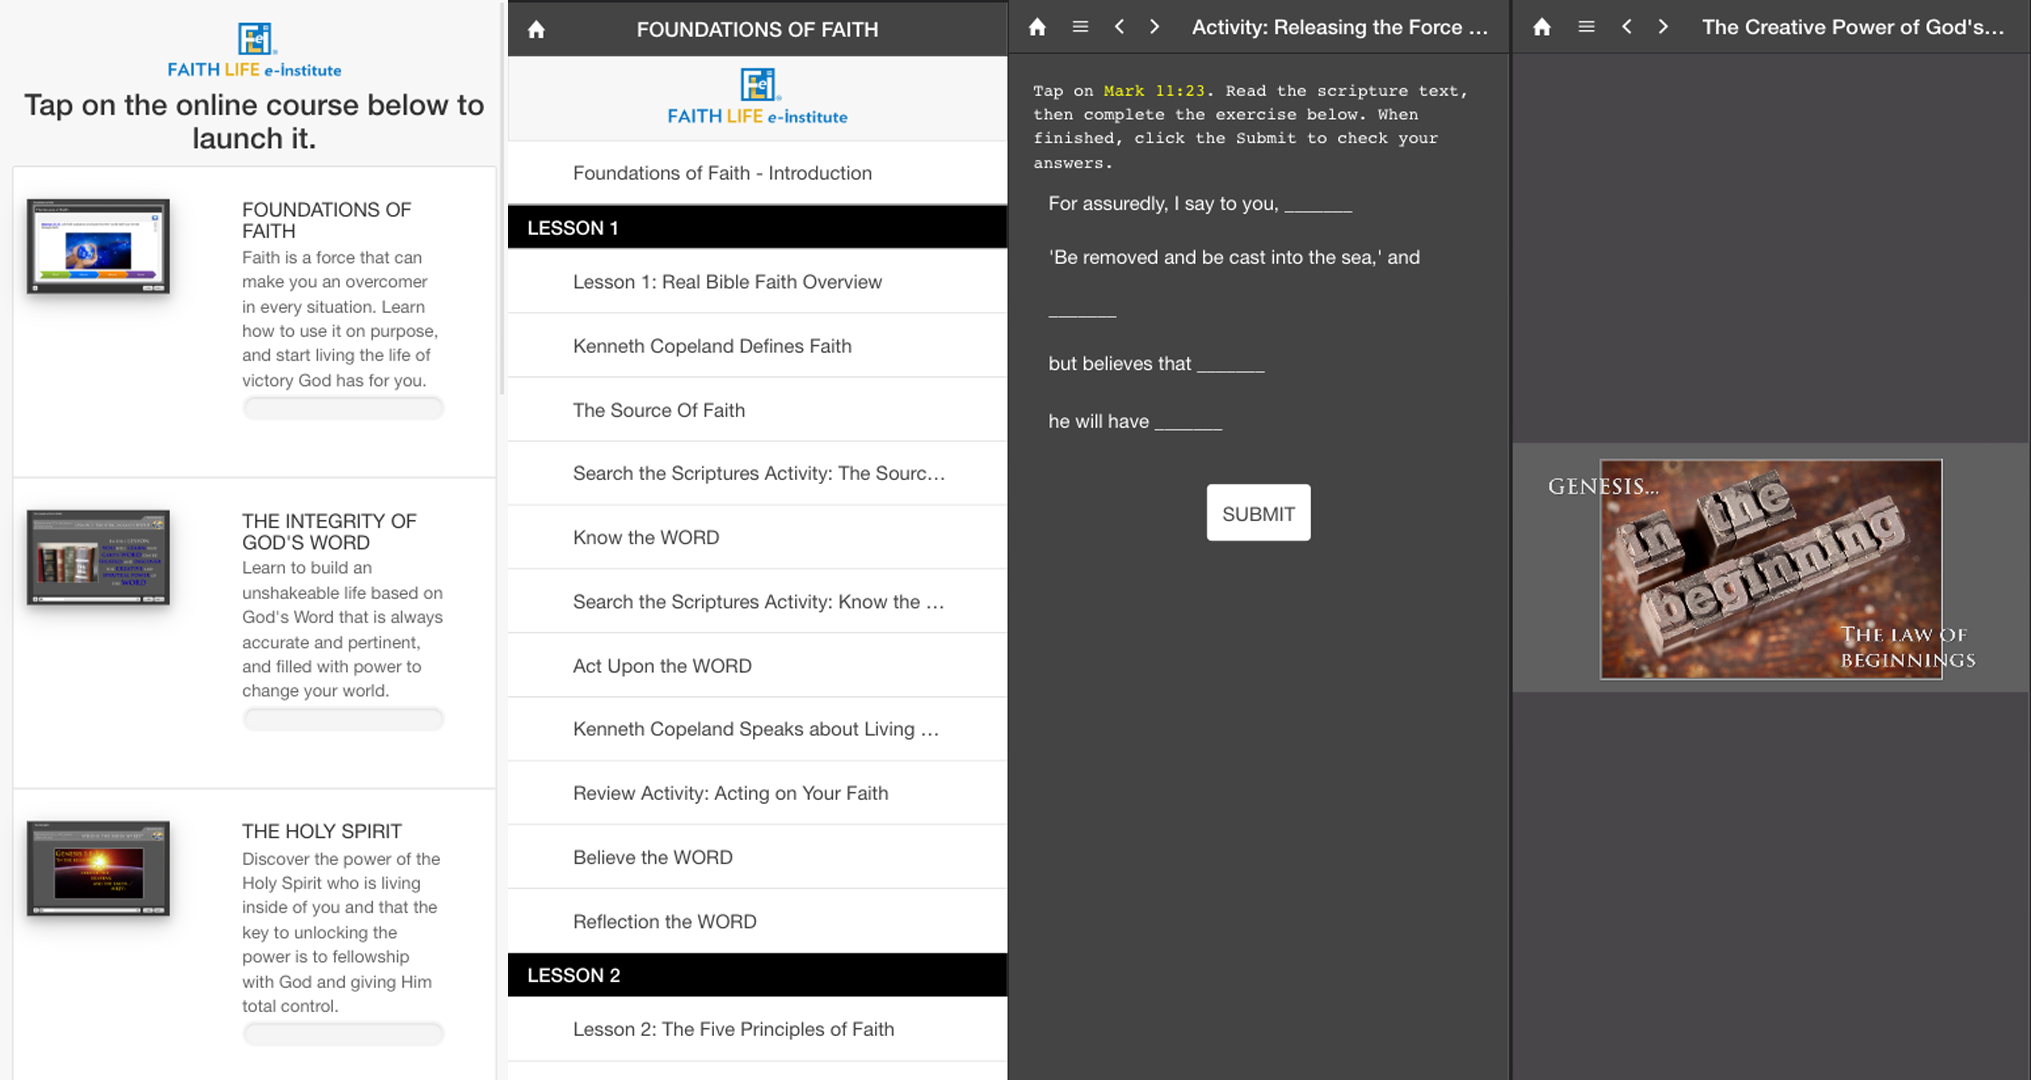 FAITH LIFE e-institute
Tap on the online course below to
launch it.
FOUNDATIONS OF
FAITH
Faith is a force that can
make you an overcomer
in every situation. Learn
how to use it on purpose,
and start living the life of
victory God has for you.
THE INTEGRITY OF
GOD'S WORD
Learn to build an
unshakeable life based on
God's Word that is always
accurate and pertinent,
and filled with power to
change your world.
THE HOLY SPIRIT
Discover the power of the
Holy Spirit who is living
inside of you and that the
key to unlocking the
power is to fellowship
with God and giving Him
total control.
FOUNDATIONS OF FAITH
FAITH LIFE e-institute
Foundations of Faith - Introduction
LESSON 1
Lesson 1: Real Bible Faith Overview
Kenneth Copeland Defines Faith
The Source Of Faith
Search the Scriptures Activity: The Sourc...
Know the WORD
Search the Scriptures Activity: Know the ...
Act Upon the WORD
Kenneth Copeland Speaks about Living ...
Review Activity: Acting on Your Faith
Believe the WORD
Reflection the WORD
LESSON 2
Lesson 2: The Five Principles of Faith
Activity: Releasing the Force ...
Tap on Mark 11:23. Read the scripture text,
then complete the exercise below. When
finished, click the Submit to check your
answers.
For assuredly, I say to you, _______
'Be removed and be cast into the sea,' and
_______
but believes that _______
he will have _______
SUBMIT
The Creative Power of God's...
GENESIS...
in the
beginning
THE LAW OF
BEGINNINGS